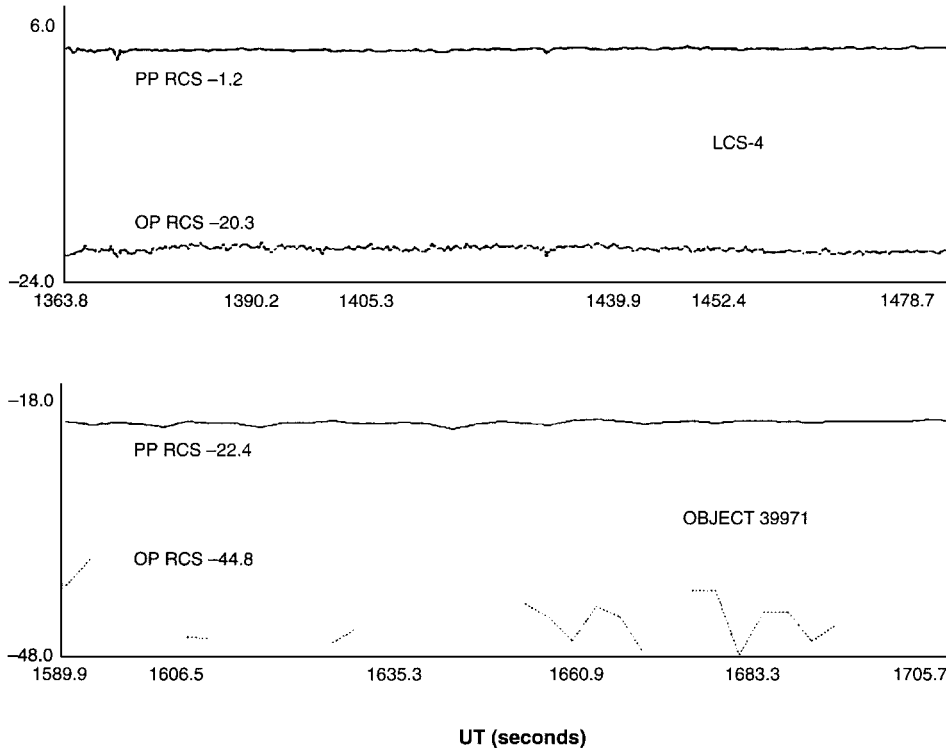 6.0
PP RCS –1.2
LCS-4
OP RCS –20.3
–24.0
1363.8 1390.2 1405.3 1439.9 1452.4 1478.7
–18.0
PP RCS –22.4
OBJECT 39971
OP RCS –44.8
–48.0
1589.9 1606.5 1635.3 1660.9 1683.3 1705.7
UT (seconds)